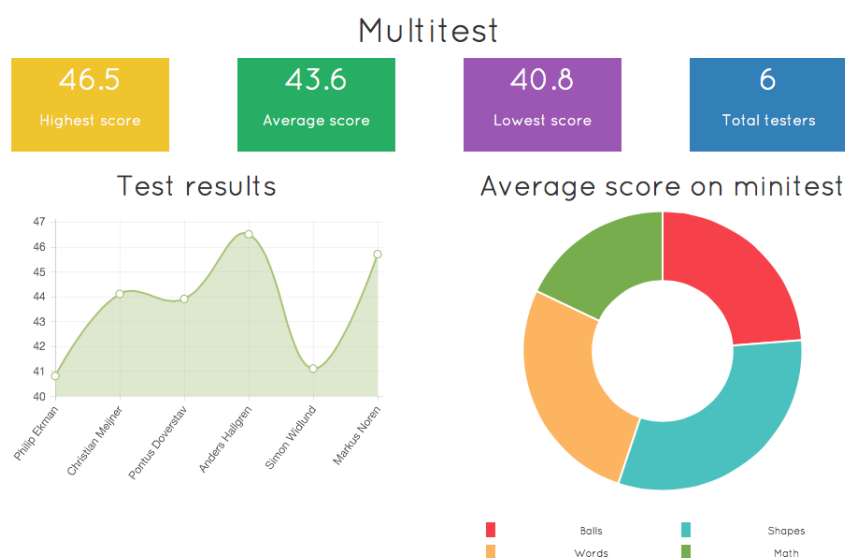 Multitest
46.5
Highest score
43.6
Average score
40.8
Lowest score
6
Total testers
Test results
47
46
45
44
43
42
41
40
Philip Ekman
Christian Meijner
Pontus Doverstav
Anders Hallgren
Simon Widlund
Markus Noren
Average score on minitest
Balls
Shapes
Words
Math